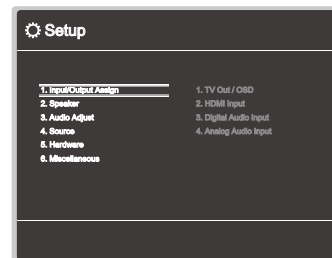 Setup
1. Input/Output Assign
2. Speaker
3. Audio Adjust
4. Source
5. Hardware
6. Miscellaneous
1. TV Out / OSD
2. HDMI Input
3. Digital Audio Input
4. Analog Audio Input